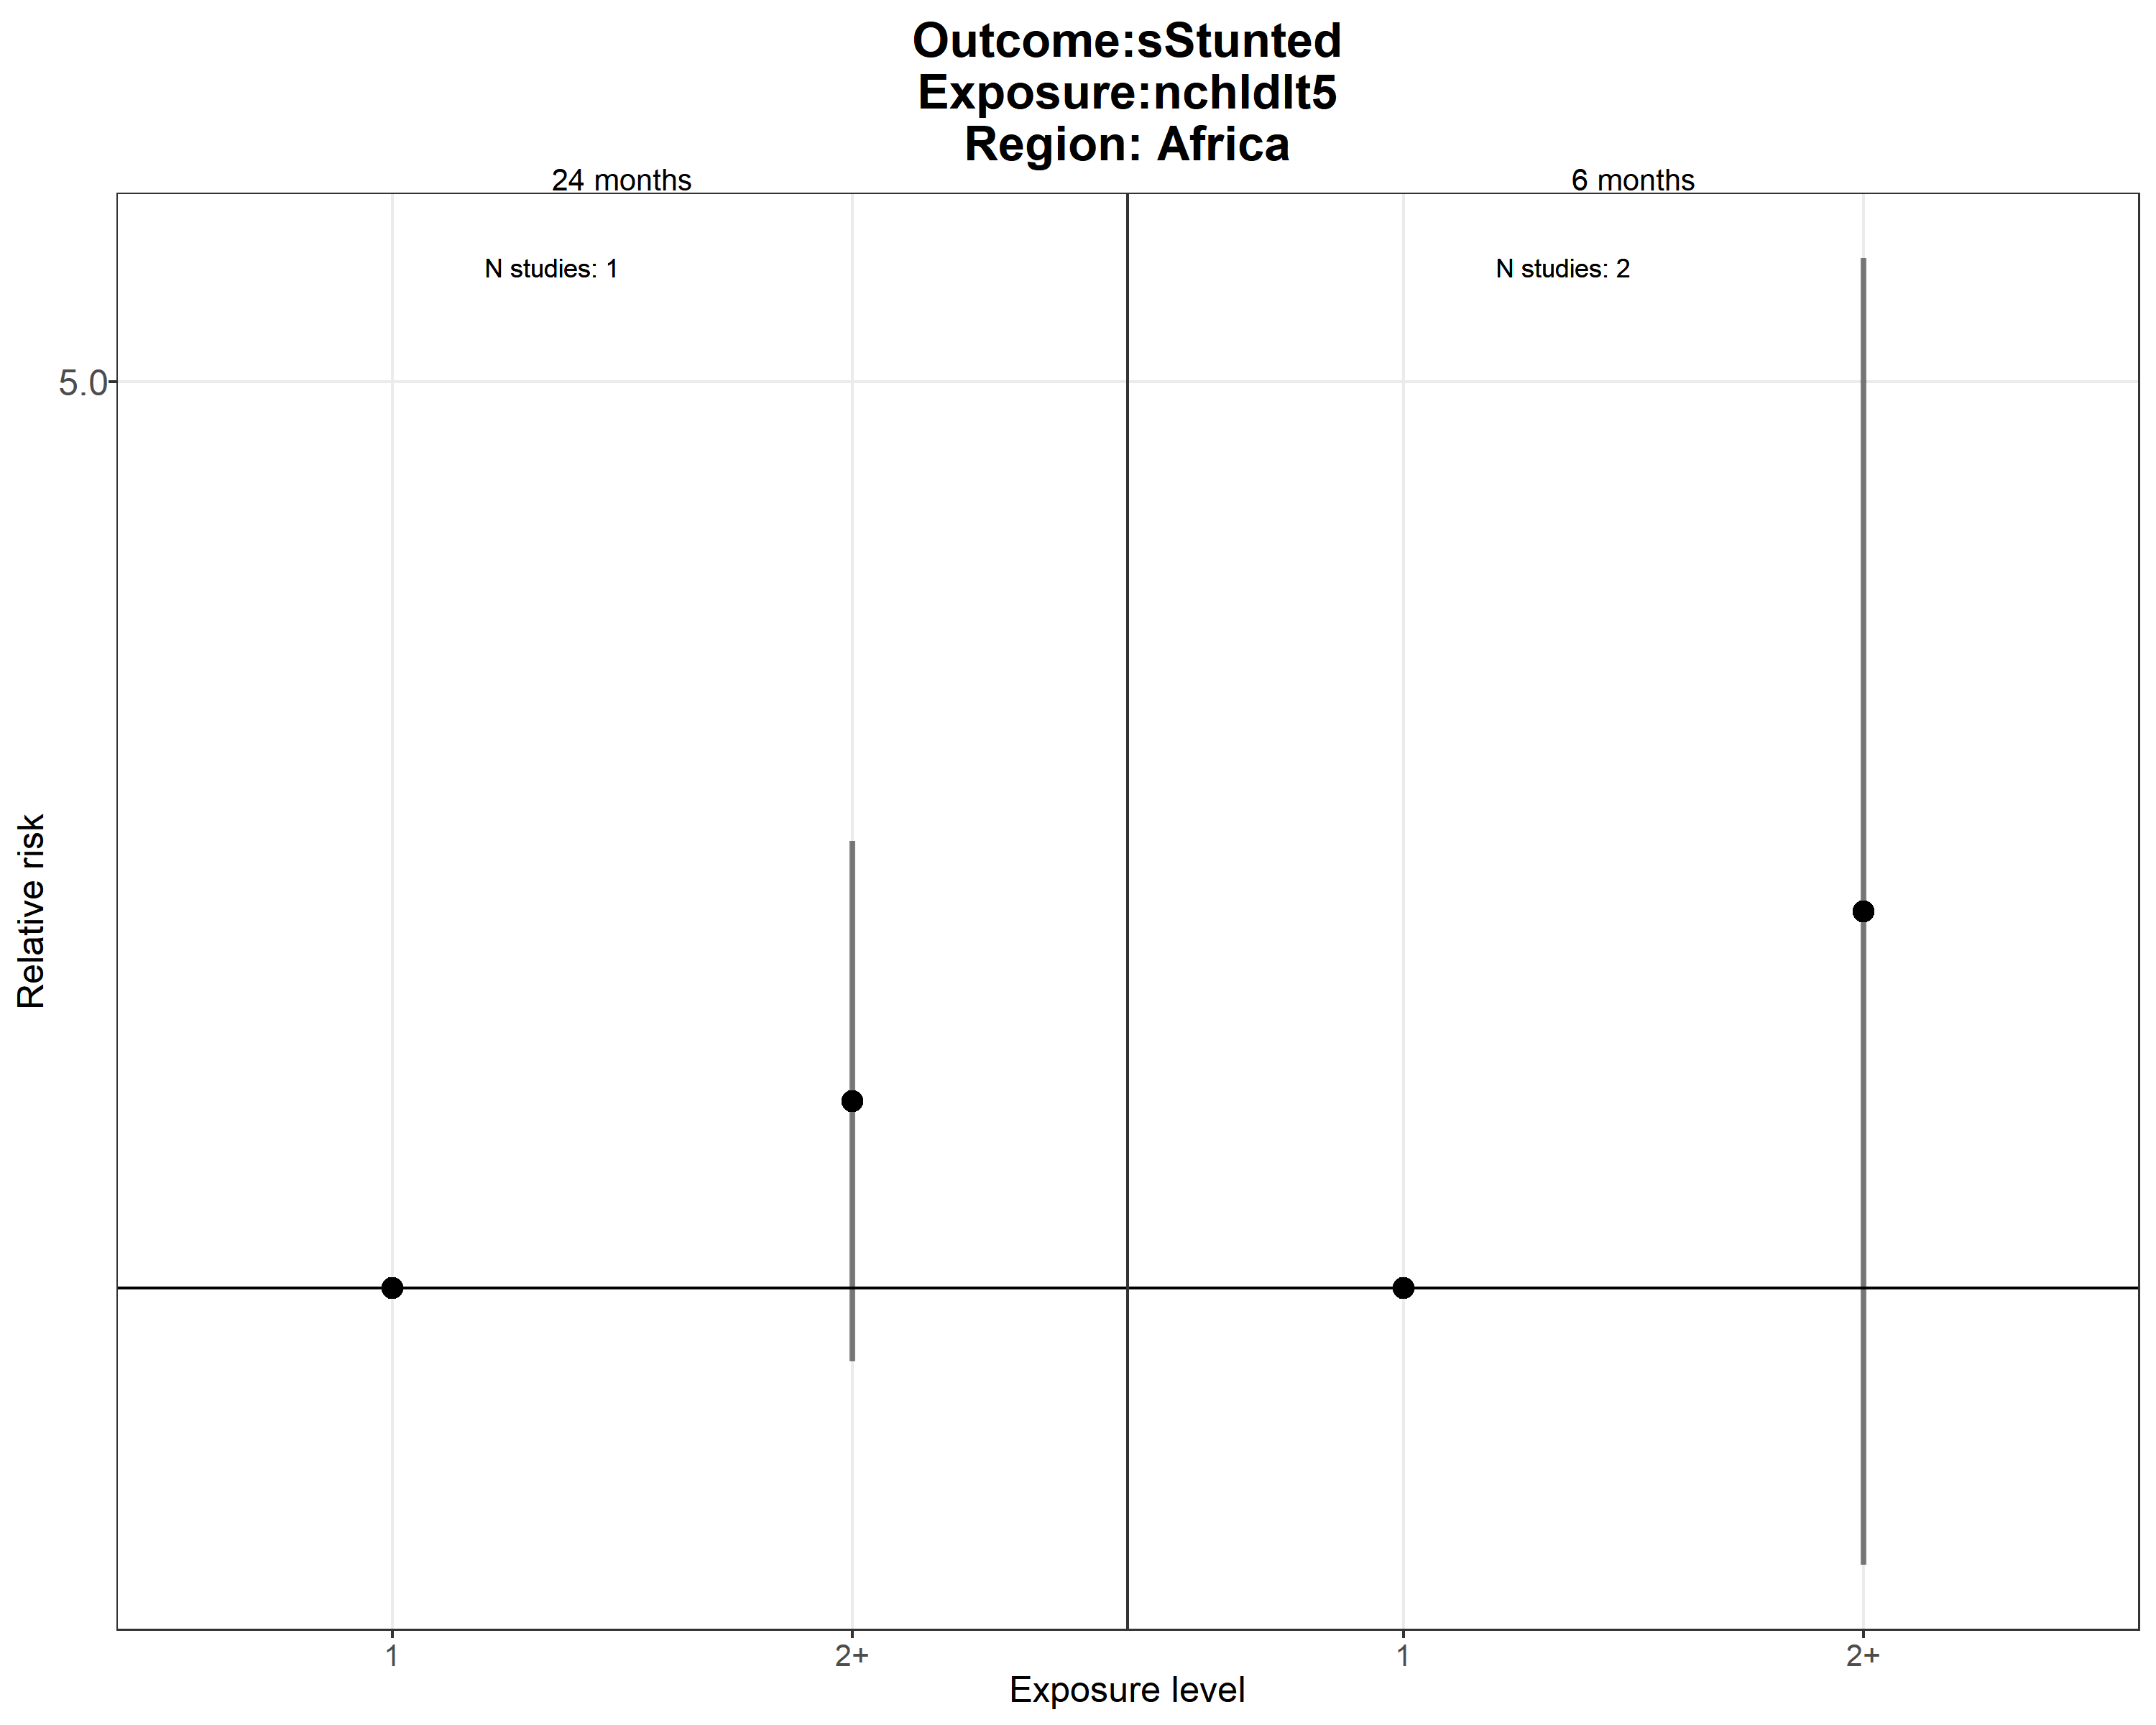 Outcome:sStunted
Exposure:nchldlt5
Region: Africa
24 months
6 months
N studies: 1
N studies: 2
5.0
Relative risk
1
2+
1
2+
Exposure level